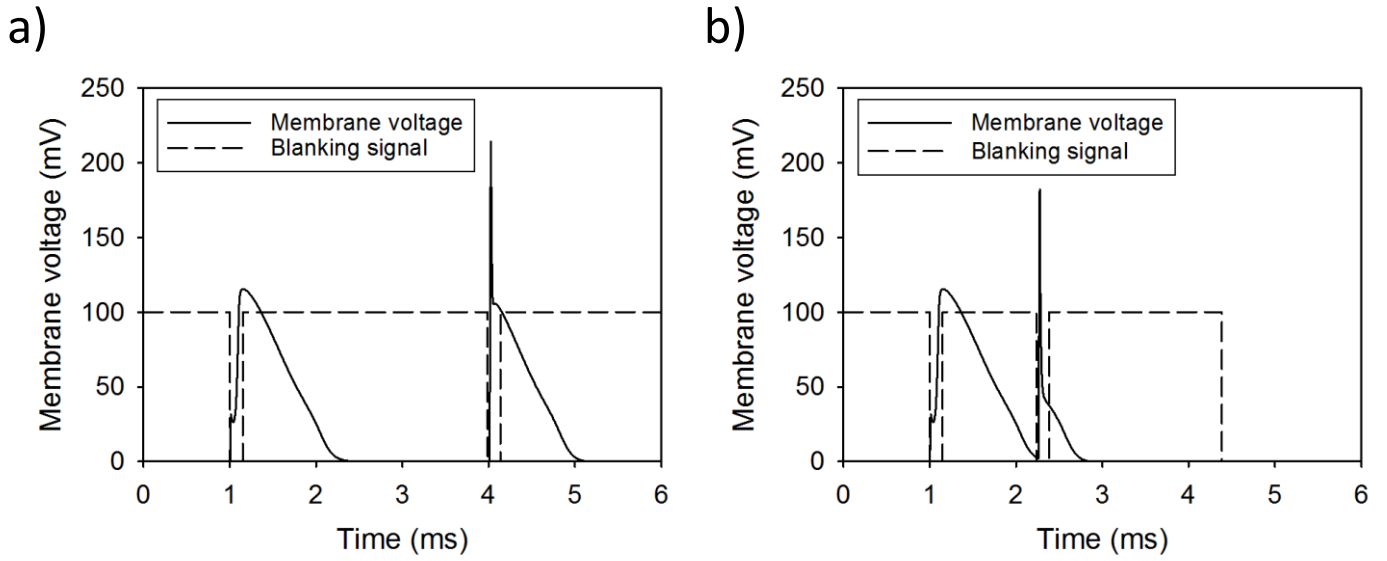 a)
b)
Membrane voltage (mV)
250
200
150
100
50
0
Membrane voltage
Blanking signal
0 1 2 3 4 5 6
Time (ms)
Membrane voltage (mV)
250
200
150
100
50
0
Membrane voltage
Blanking signal
0 1 2 3 4 5 6
Time (ms)